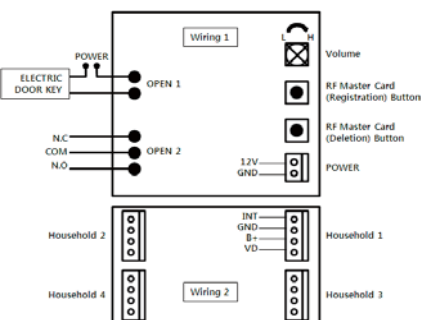 Wiring 1
L H
Volume
POWER
ELECTRIC
DOOR KEY
OPEN 1
RF Master Card
(Registration) Button
RF Master Card
(Deletion) Button
N.C
COM
N.O
OPEN 2
12V
GND
POWER
Household 2
INT
GND
B+
VD
Household 1
Household 4
Wiring 2
Household 3